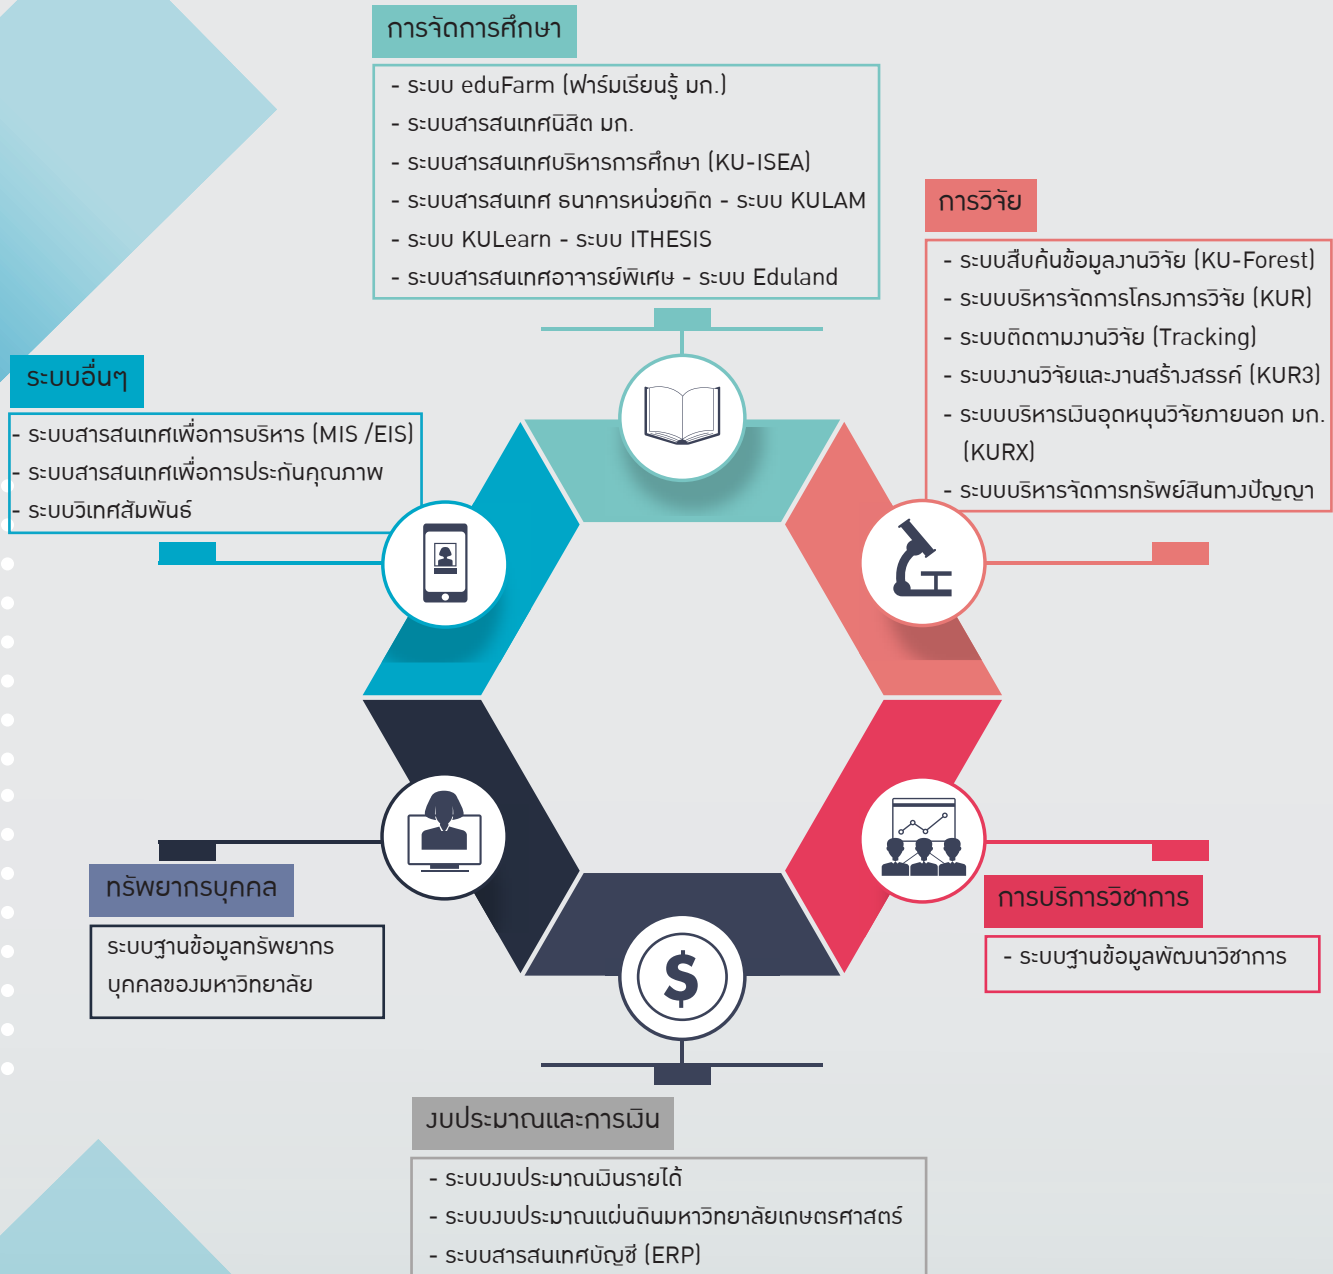 การจัดการศึกษา
- ระบบ eduFarm (ฟาร์มเรียนรู้ มก.)
- ระบบสารสนเทศนิสิต มก.
- ระบบสารสนเทศบริหารการศึกษา (KU-ISEA)
- ระบบสารสนเทศ ธนาคารหน่วยกิต - ระบบ KULAM
- ระบบ KULearn - ระบบ ITHESIS
- ระบบสารสนเทศอาจารย์พิเศษ - ระบบ Eduland
การวิจัย
- ระบบสืบค้นข้อมูลงานวิจัย (KU-Forest)
- ระบบบริหารจัดการโครงการวิจัย (KUR)
- ระบบติดตามงานวิจัย (Tracking)
- ระบบงานวิจัยและงานสร้างสรรค์ (KUR3)
- ระบบบริหารเงินอุดหนุนวิจัยภายนอก มก.
(KURX)
- ระบบบริหารจัดการทรัพย์สินทางปัญญา
ระบบอื่นๆ
- ระบบสารสนเทศเพื่อการบริหาร (MIS /EIS)
- ระบบสารสนเทศเพื่อการประกันคุณภาพ
- ระบบวิเทศสัมพันธ์
ทรัพยากรบุคคล
ระบบฐานข้อมูลทรัพยากร
บุคคลของมหาวิทยาลัย
การบริการวิชาการ
- ระบบฐานข้อมูลพัฒนาวิชาการ
$
งบประมาณและการเงิน
- ระบบงบประมาณเงินรายได้
- ระบบงบประมาณแผ่นดินมหาวิทยาลัยเกษตรศาสตร์
- ระบบสารสนเทศบัญชี (ERP)